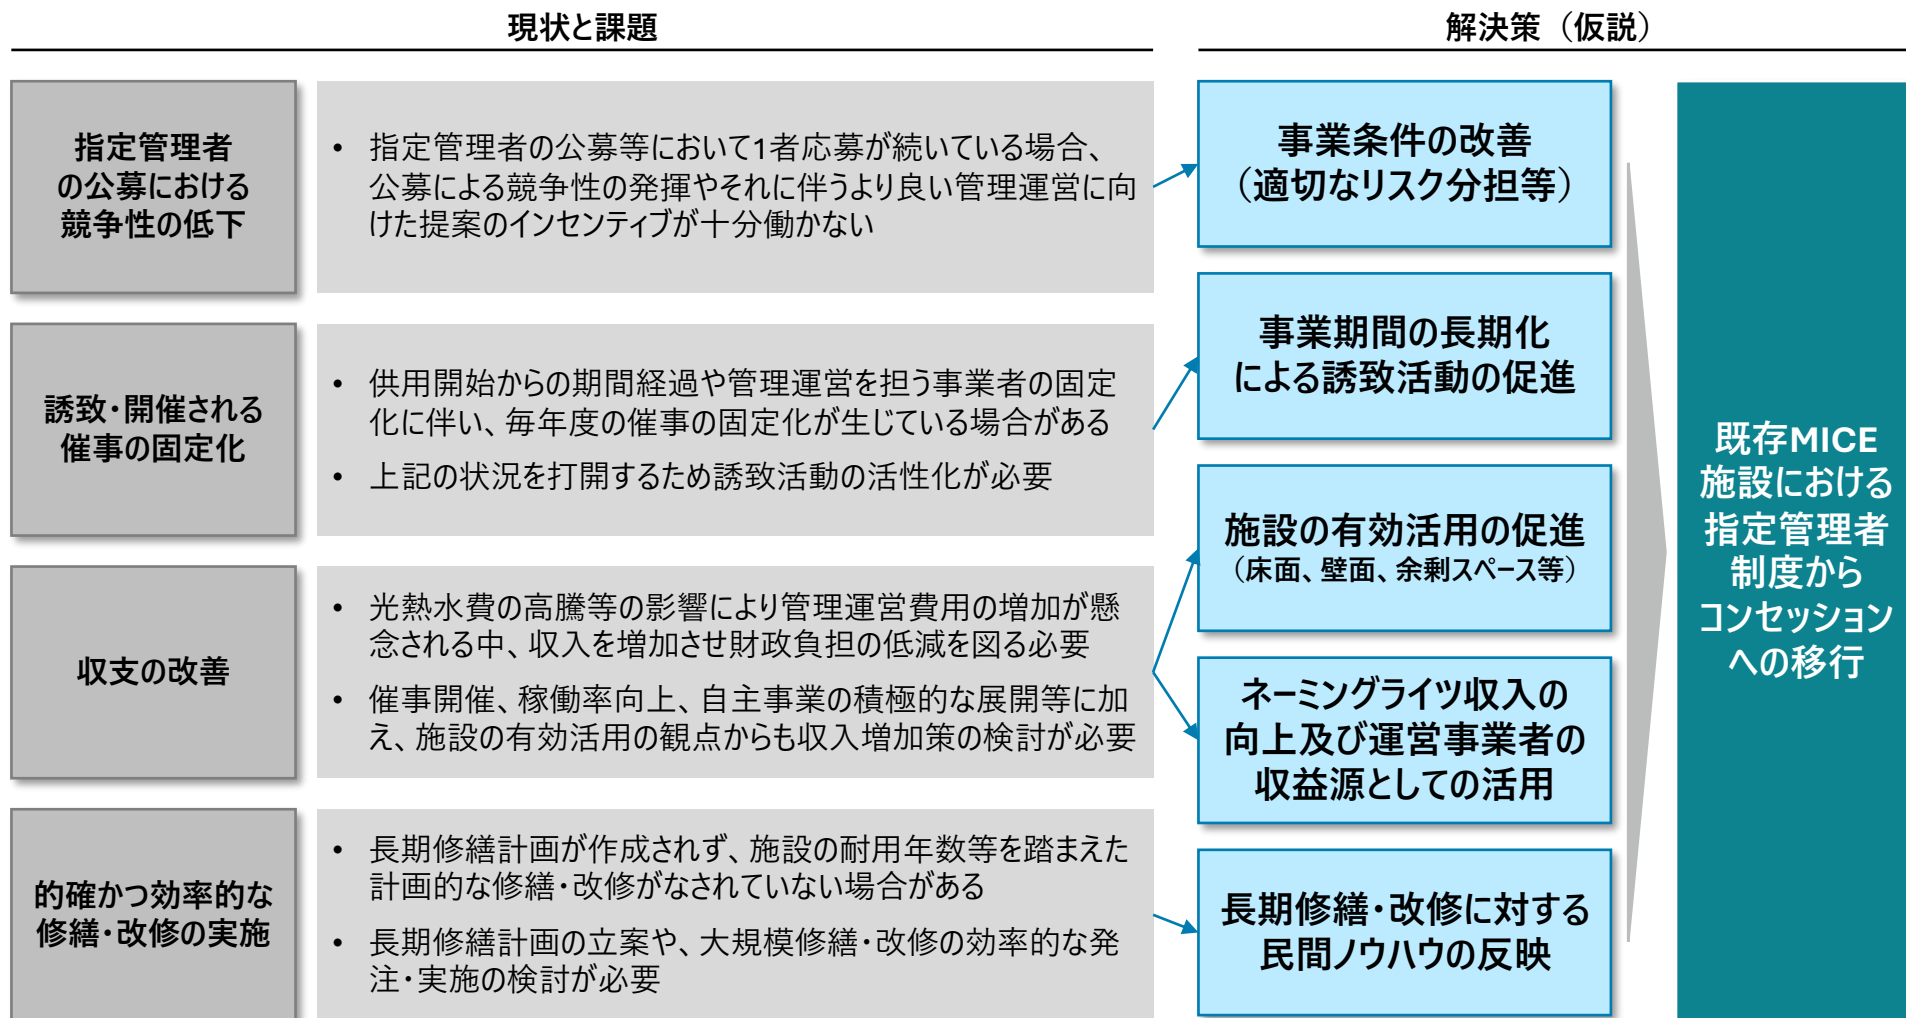 現状と課題
解決策（仮説）
指定管理者
の公募における
競争性の低下
• 指定管理者の公募等において1者応募が続いている場合、
公募による競争性の発揮やそれに伴うより良い管理運営に向
けた提案のインセンティブが十分働かない
事業条件の改善
（適切なリスク分担等）
誘致・開催される
催事の固定化
• 供用開始からの期間経過や管理運営を担う事業者の固定
化に伴い、毎年度の催事の固定化が生じている場合がある
• 上記の状況を打開するため誘致活動の活性化が必要
事業期間の長期化
による誘致活動の促進
収支の改善
• 光熱水費の高騰等の影響により管理運営費用の増加が懸
念される中、収入を増加させ財政負担の低減を図る必要
• 催事開催、稼働率向上、自主事業の積極的な展開等に加
え、施設の有効活用の観点からも収入増加策の検討が必要
施設の有効活用の促進
（床面、壁面、余剰スペース等）
ネーミングライツ収入の
向上及び運営事業者の
収益源としての活用
的確かつ効率的な
修繕・改修の実施
• 長期修繕計画が作成されず、施設の耐用年数等を踏まえた
計画的な修繕・改修がなされていない場合がある
• 長期修繕計画の立案や、大規模修繕・改修の効率的な発
注・実施の検討が必要
長期修繕・改修に対する
民間ノウハウの反映
既存MICE
施設における
指定管理者
制度から
コンセッション
への移行